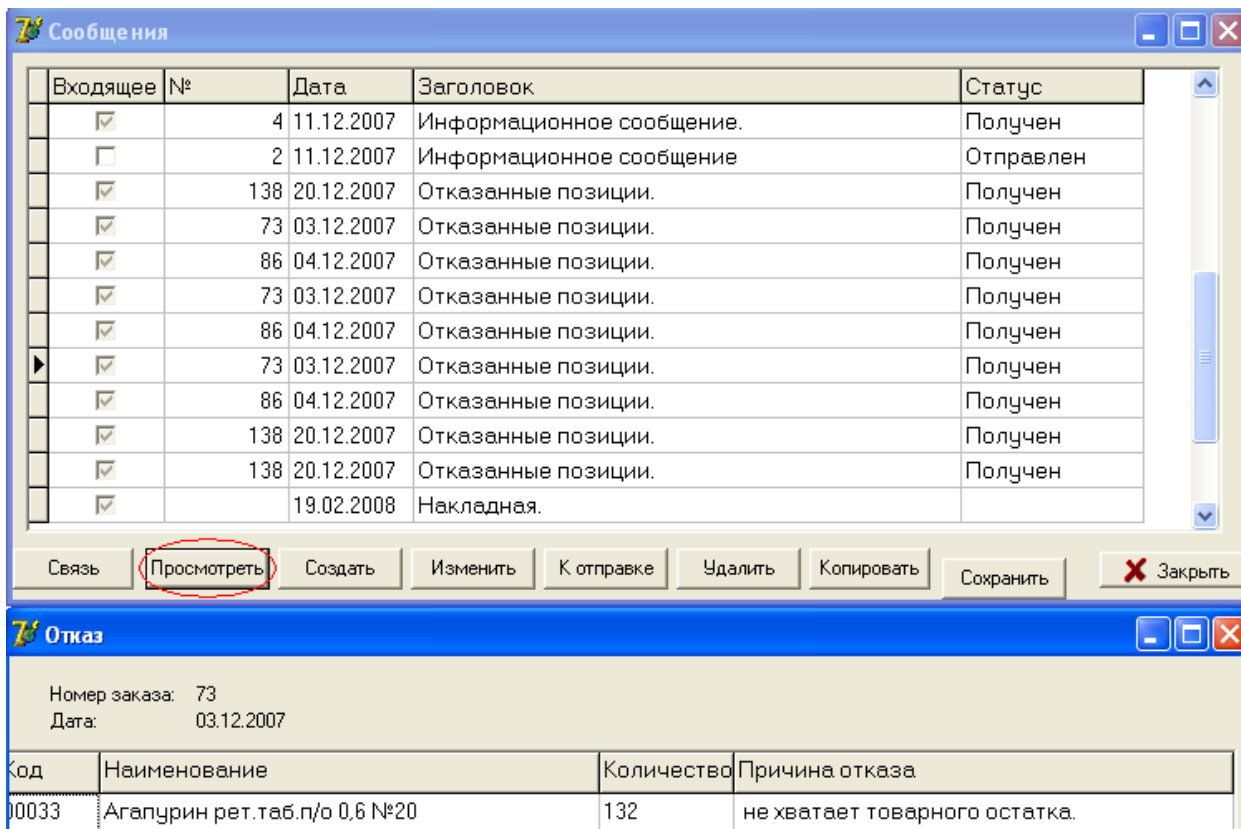 Сообщения
Входящее № Дата Заголовок Статус
4 11.12.2007 Информационное сообщение. Получен
2 11.12.2007 Информационное сообщение Отправлен
138 20.12.2007 Отказанные позиции. Получен
73 03.12.2007 Отказанные позиции. Получен
86 04.12.2007 Отказанные позиции. Получен
73 03.12.2007 Отказанные позиции. Получен
86 04.12.2007 Отказанные позиции. Получен
73 03.12.2007 Отказанные позиции. Получен
86 04.12.2007 Отказанные позиции. Получен
138 20.12.2007 Отказанные позиции. Получен
138 20.12.2007 Отказанные позиции. Получен
19.02.2008 Накладная.
Связь Просмотреть Создать Изменить К отправке Удалить Копировать Сохранить Закрыть
Отказ
Номер заказа: 73
Дата: 03.12.2007
Код Наименование Количество Причина отказа
00033 Агапурин рет.таб.п/о 0,6 №20 132 не хватает товарного остатка.